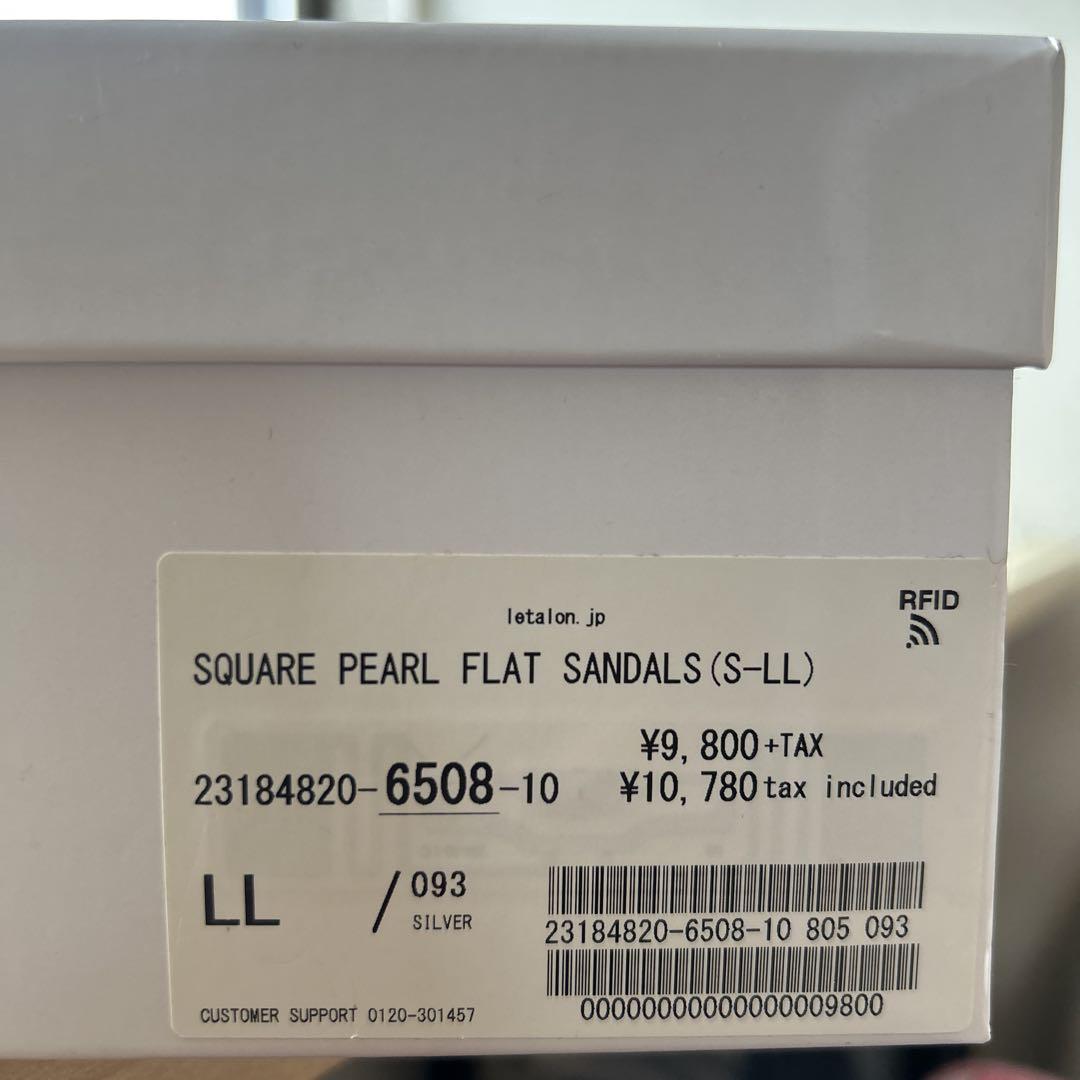 RFID
letalon.jp
SQUARE PEARL FLAT SANDALS(S-LL)
¥9,800+TAX
23184820-6508-10 ¥10,780tax included
LL / 093
SILVER
23184820-6508-10 805 093
CUSTOMER SUPPORT 0120-301457
00000000000000009800